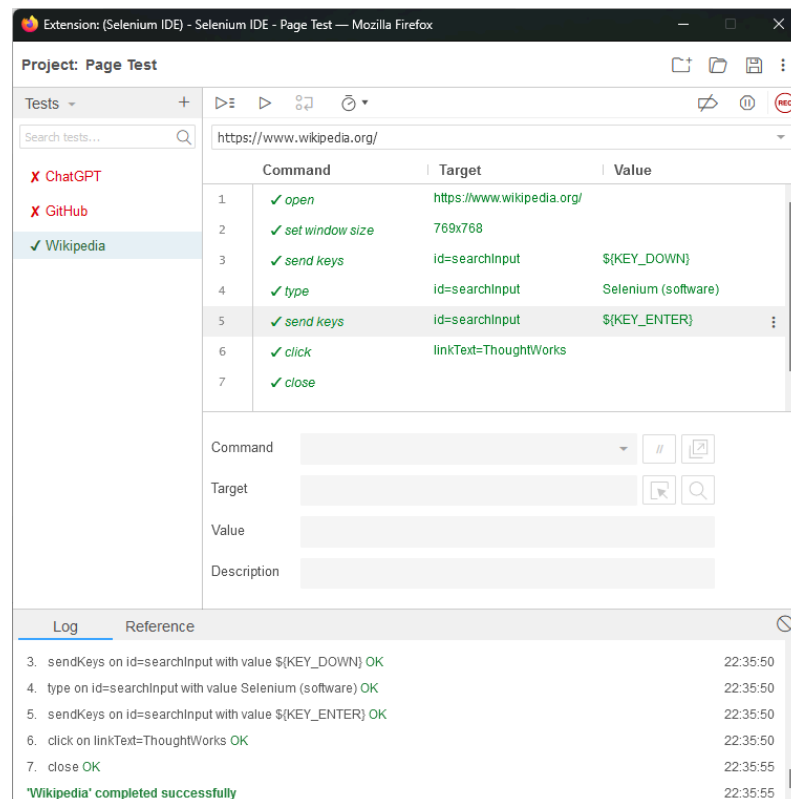 Extension: (Selenium IDE) - Selenium IDE - Page Test — Mozilla Firefox
Project: Page Test
Tests
Search tests...
https://www.wikipedia.org/
REC
✗ ChatGPT
✗ GitHub
✓ Wikipedia
Command Target Value
1 ✓ open https://www.wikipedia.org/
2 ✓ set window size 769x768
3 ✓ send keys id=searchInput ${KEY_DOWN}
4 ✓ type id=searchInput Selenium (software)
5 ✓ send keys id=searchInput ${KEY_ENTER}
6 ✓ click linkText=ThoughtWorks
7 ✓ close
Command //
Target
Value
Description
Log Reference
3. sendKeys on id=searchInput with value ${KEY_DOWN} OK 22:35:50
4. type on id=searchInput with value Selenium (software) OK 22:35:50
5. sendKeys on id=searchInput with value ${KEY_ENTER} OK 22:35:50
6. click on linkText=ThoughtWorks OK 22:35:50
7. close OK 22:35:55
'Wikipedia' completed successfully 22:35:55